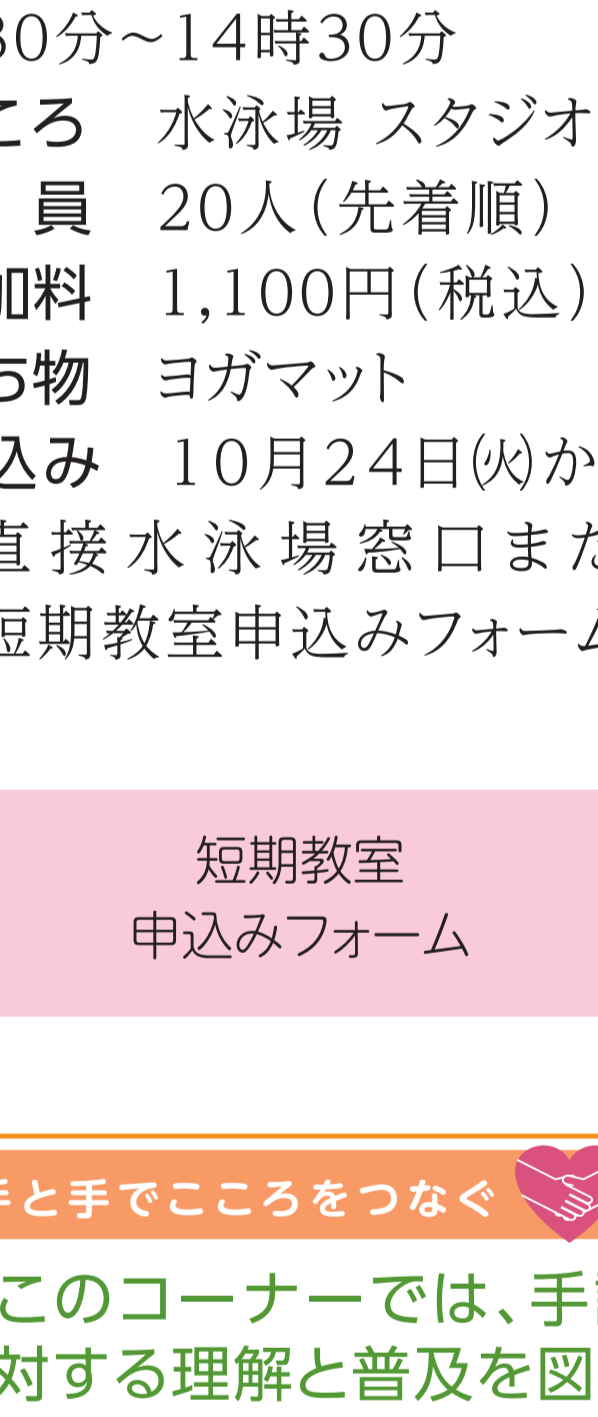 30分~14時30分
ころ 水泳場 スタジオ
員 20人(先着順)
加料 1,100円(税込)
ち物 ヨガマット
込み 10月24日㈫か
直接水泳場窓口また
短期教室申込みフォーム
短期教室
申込みフォーム
手と手でこころをつなぐ
このコーナーでは、手
対する理解と普及を図